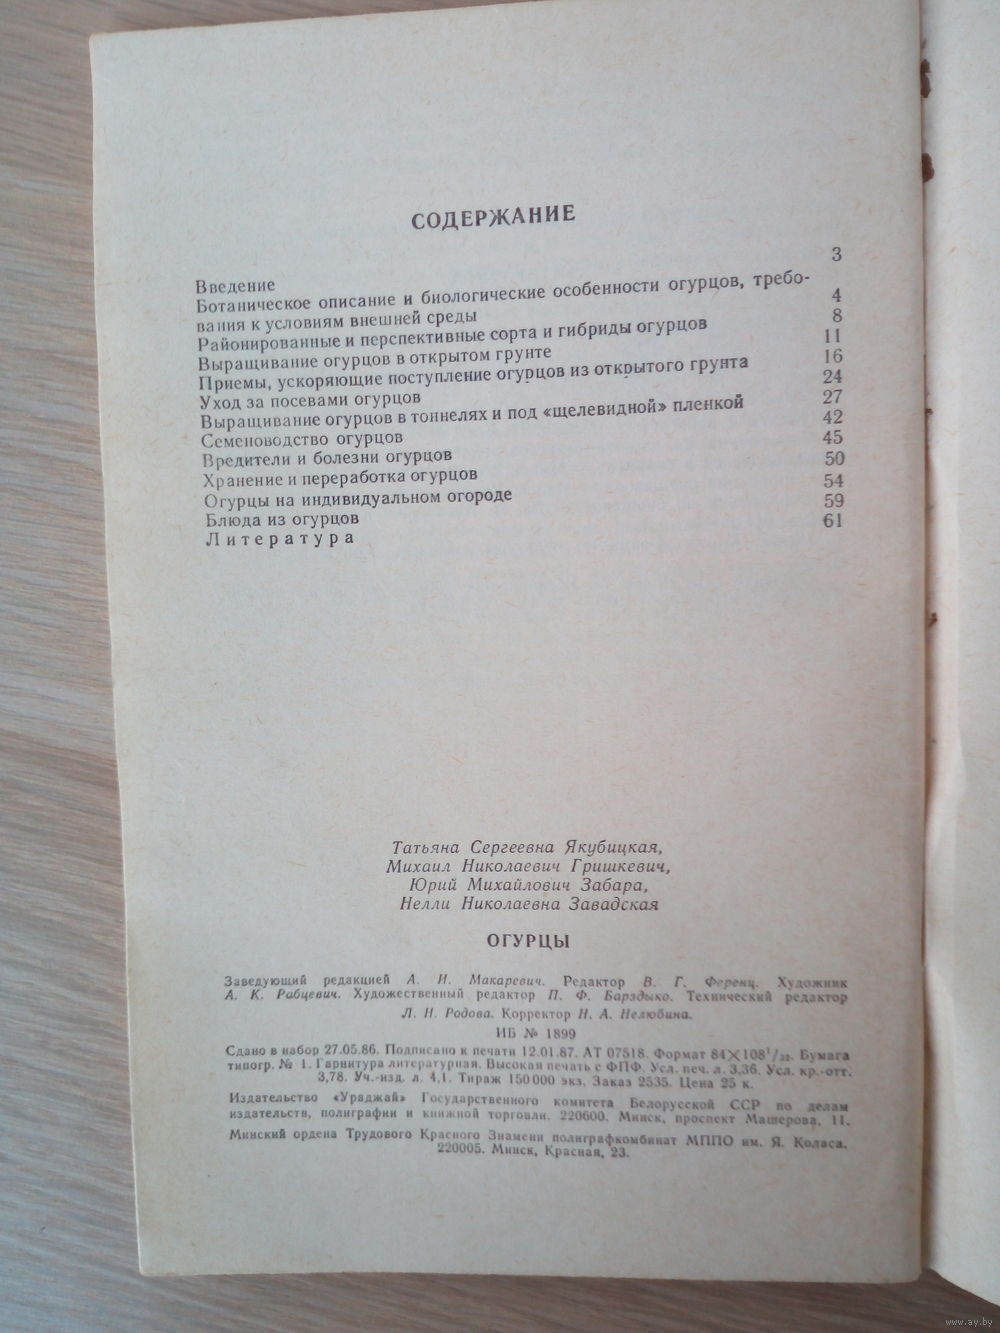 СОДЕРЖАНИЕ
Введение 3
Ботаническое описание и биологические особенности огурцов, требо-
вания к условиям внешней среды 4
Районированные и перспективные сорта и гибриды огурцов 8
Выращивание огурцов в открытом грунте 11
Приемы, ускоряющие поступление огурцов из открытого грунта 16
Уход за посевами огурцов 24
Выращивание огурцов в тоннелях и под «щелевидной» пленкой 27
Семеноводство огурцов 42
Вредители и болезни огурцов 45
Хранение и переработка огурцов 50
Огурцы на индивидуальном огороде 54
Блюда из огурцов 59
Литература 61
Татьяна Сергеевна Якубицкая,
Михаил Николаевич Гришкевич,
Юрий Михайлович Забара,
Нелли Николаевна Завадская
ОГУРЦЫ
Заведующий редакцией А. И. Макаревич. Редактор В. Г. Ференц. Художник
А. К. Рабцевич. Художественный редактор П. Ф. Барздыко. Технический редактор
Л. Н. Родова. Корректор Н. А. Нелюбина.
ИБ № 1899
Сдано в набор 27.05.86. Подписано к печати 12.01.87. АТ 07518. Формат 84×108¹/₃₂. Бумага
типогр. № 1. Гарнитура литературная. Высокая печать с ФПФ. Усл. печ. л. 3,36. Усл. кр.-отт.
3,78. Уч.-изд. л. 4,1. Тираж 150 000 экз. Заказ 2535. Цена 25 к.
Издательство «Ураджай» Государственного комитета Белорусской ССР по делам
издательств, полиграфии и книжной торговли. 220600. Минск, проспект Машерова, 11.
Минский ордена Трудового Красного Знамени полиграфкомбинат МППО им. Я. Коласа.
220005. Минск, Красная, 23.
www.ay.by